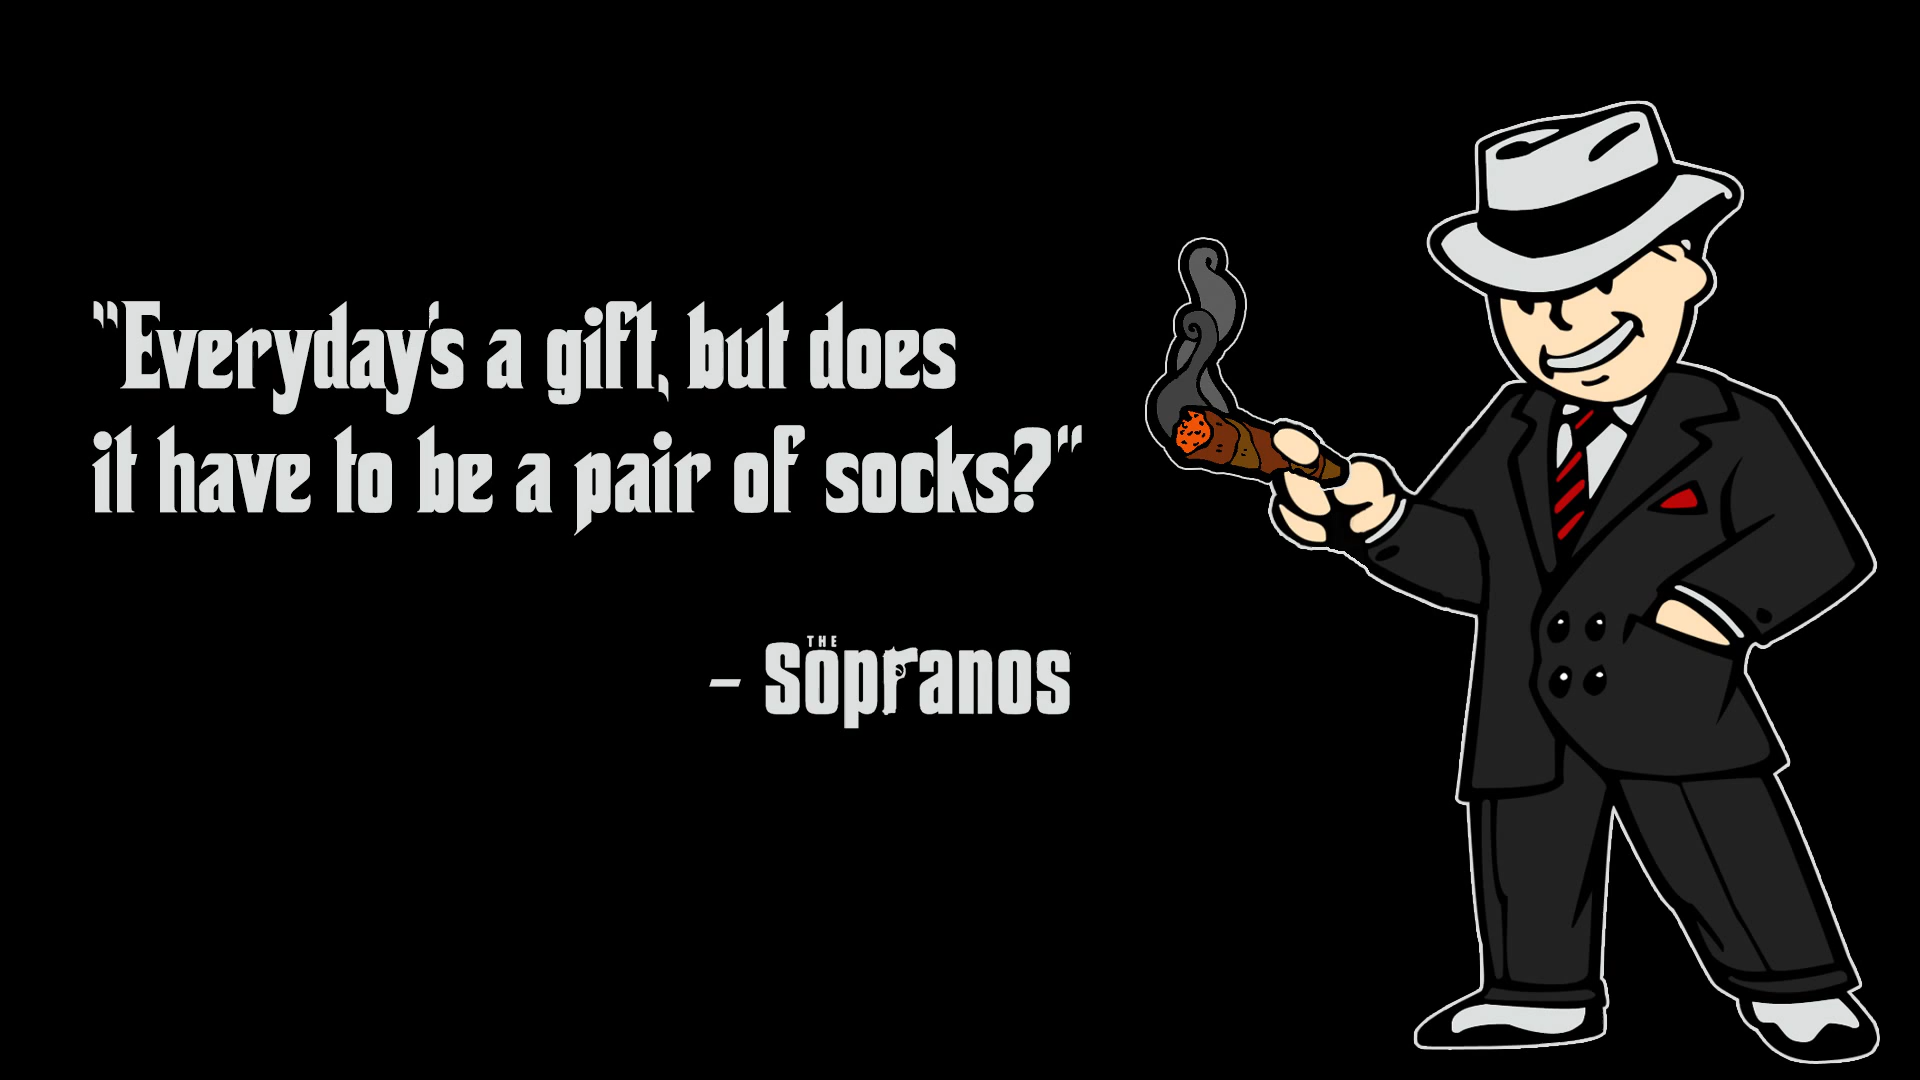 "Everyday's a gift, but does
it have to be a pair of socks?"
- THE Sopranos